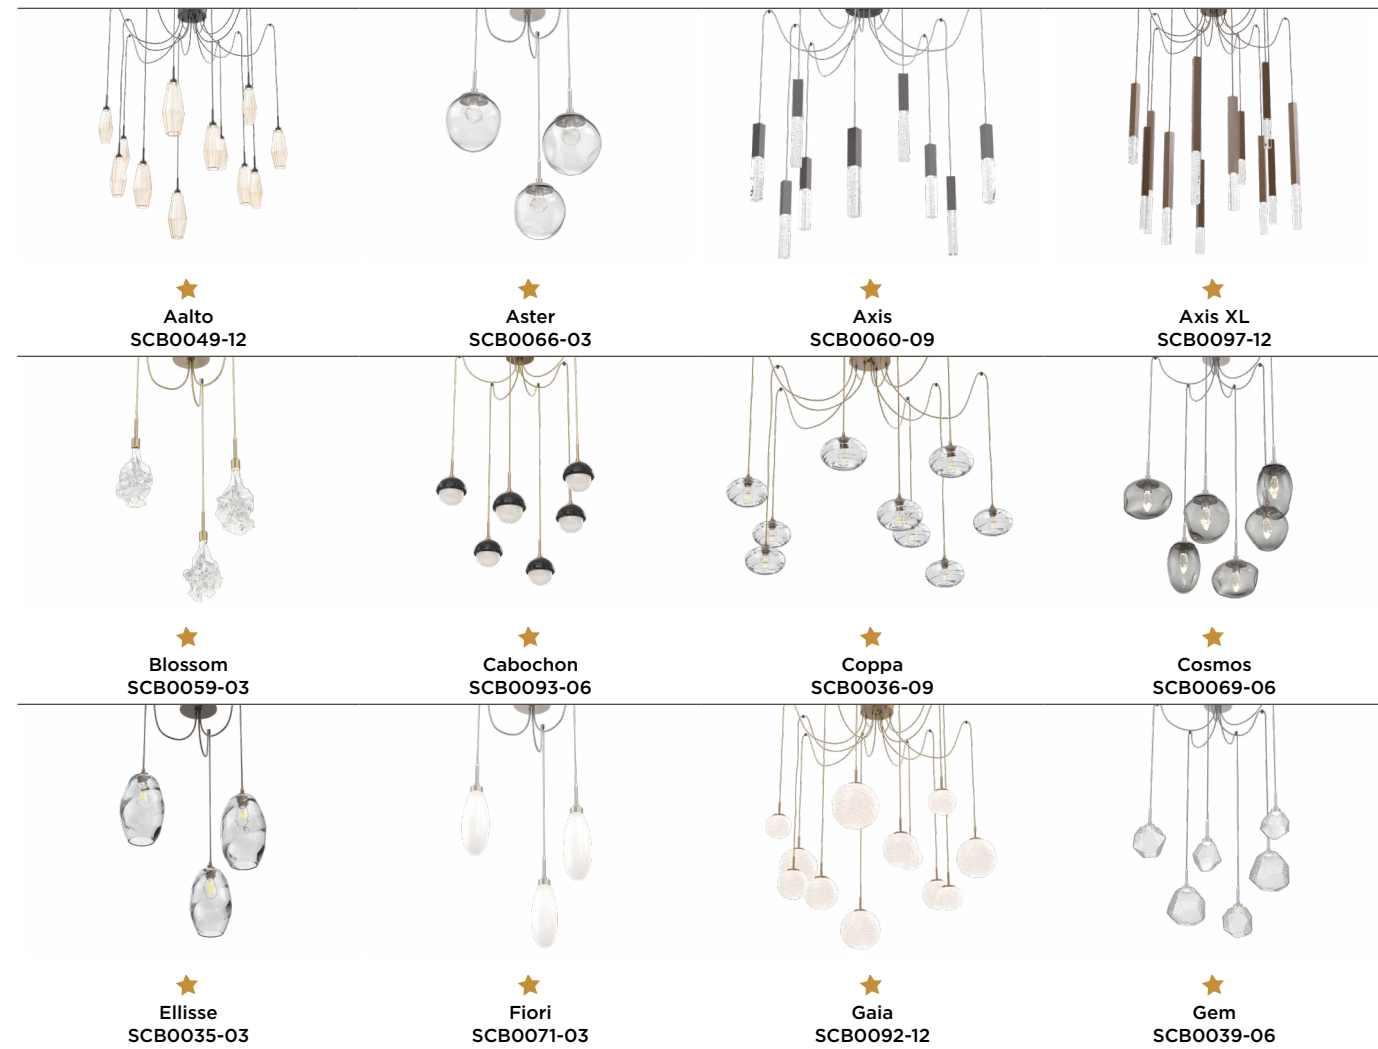 Aalto
SCB0049-12
Aster
SCB0066-03
Axis
SCB0060-09
Axis XL
SCB0097-12
Blossom
SCB0059-03
Cabochon
SCB0093-06
Coppa
SCB0036-09
Cosmos
SCB0069-06
Ellisse
SCB0035-03
Fiori
SCB0071-03
Gaia
SCB0092-12
Gem
SCB0039-06